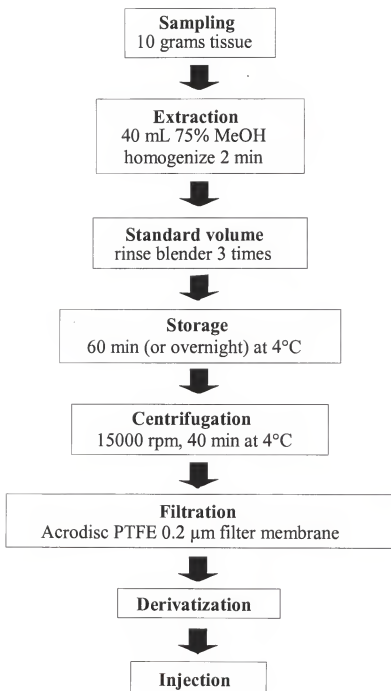 Sampling
10 grams tissue
Extraction
40 mL 75% MeOH
homogenize 2 min
Standard volume
rinse blender 3 times
Storage
60 min (or overnight) at 4°C
Centrifugation
15000 rpm, 40 min at 4°C
Filtration
Acrodisc PTFE 0.2 µm filter membrane
Derivatization
Injection